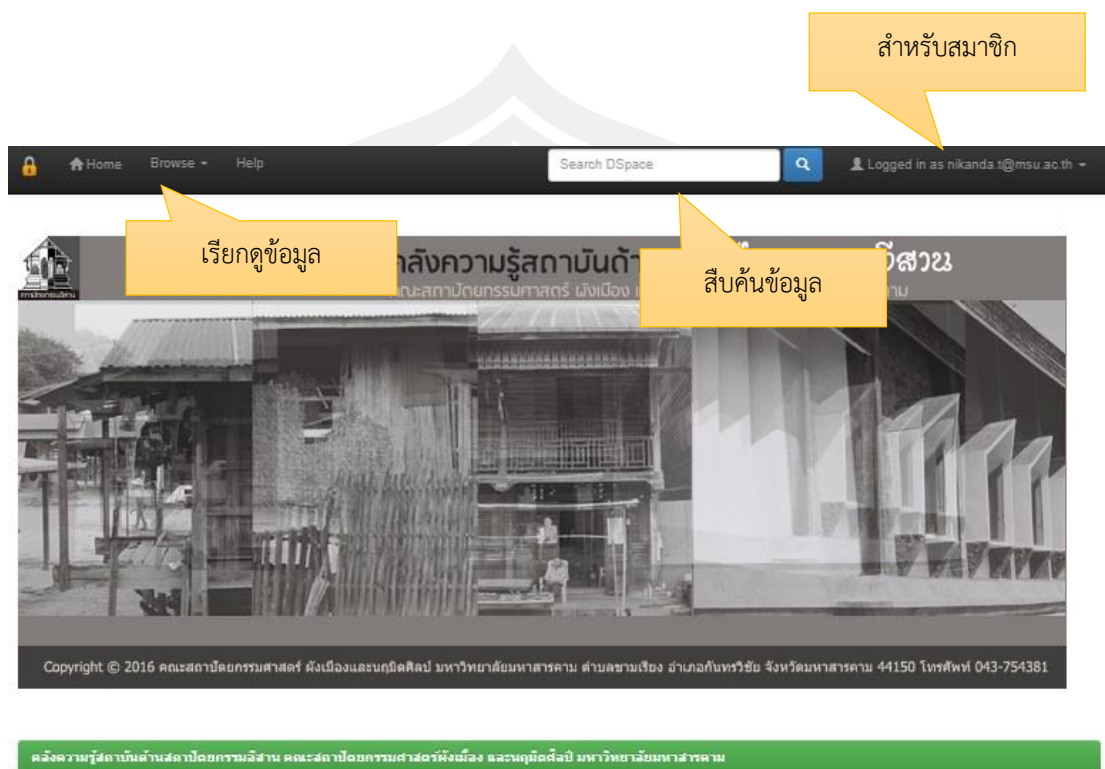 สำหรับสมาชิก
Home Browse Help Search DSpace Logged in as nikanda.t@msu.ac.th
เรียกดูข้อมูล
สืบค้นข้อมูล
ลังความรู้สถาบันด้า อีสาน
ณะสถาปัตยกรรมศาสตร์ ผังเมือง
สถาปัตยกรรมอีสาน
Copyright © 2016 คณะสถาปัตยกรรมศาสตร์ ผังเมืองและนฤมิตศิลป์ มหาวิทยาลัยมหาสารคาม ตำบลขามเรียง อำเภอกันทรวิชัย จังหวัดมหาสารคาม 44150 โทรศัพท์ 043-754381
คลังความรู้สถาบันด้านสถาปัตยกรรมอีสาน คณะสถาปัตยกรรมศาสตร์ผังเมือง และนฤมิตศิลป์ มหาวิทยาลัยมหาสารคาม